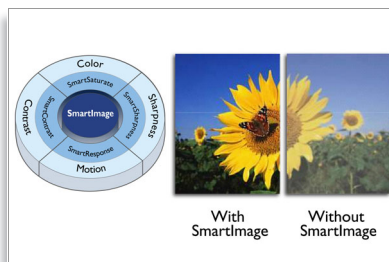 Color
SmartSaturate
Contrast
SmartContrast
SmartImage
SmartSharpness
Sharpness
SmartResponse
Motion
With
SmartImage
Without
SmartImage